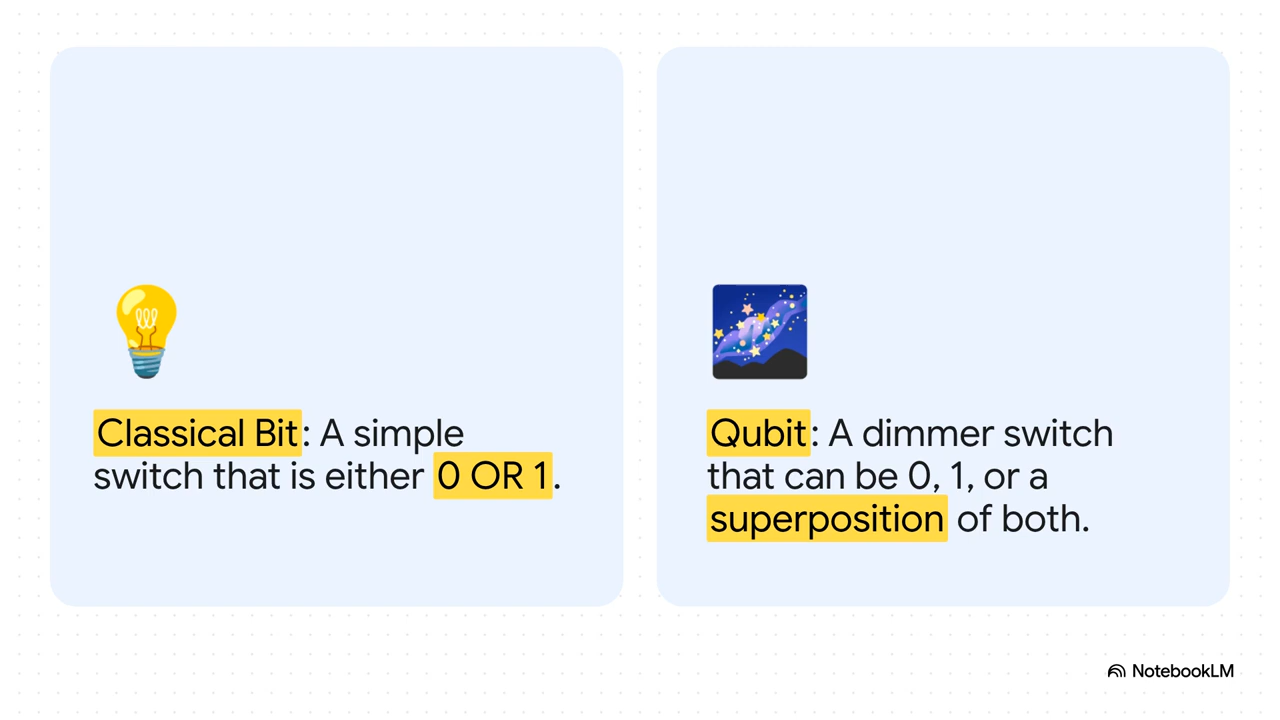 Classical Bit: A simple
switch that is either 0 OR 1.
Qubit: A dimmer switch
that can be 0, 1, or a
superposition of both.
NotebookLM